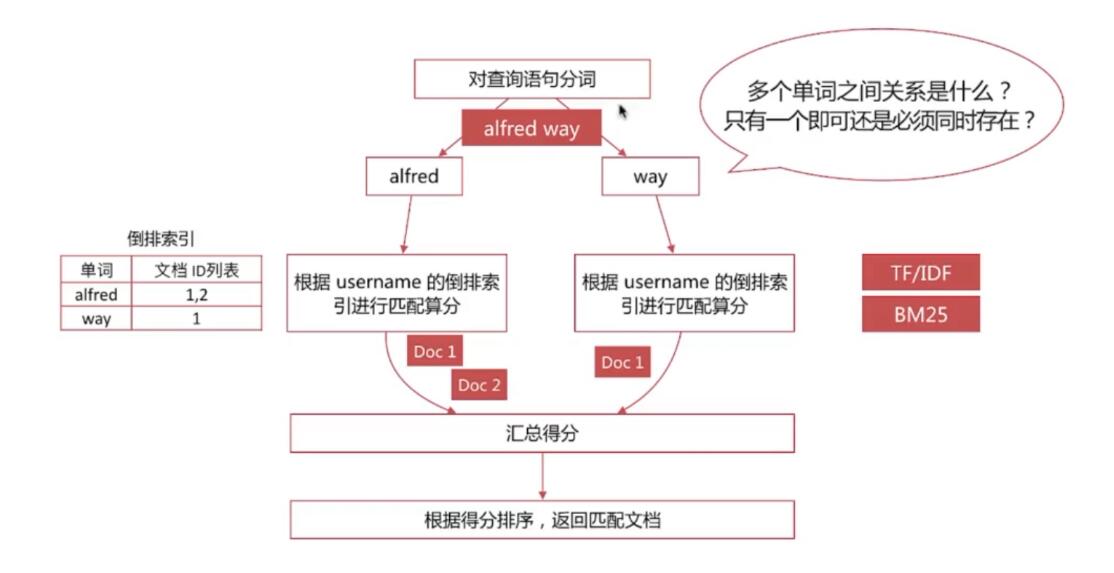 对查询语句分词
alfred way
多个单词之间关系是什么？
只有一个即可还是必须同时存在？
alfred
way
倒排索引
单词 文档 ID列表
alfred 1,2
way 1
根据 username 的倒排索
引进行匹配算分
根据 username 的倒排索
引进行匹配算分
TF/IDF
BM25
Doc 1
Doc 2
Doc 1
汇总得分
根据得分排序，返回匹配文档